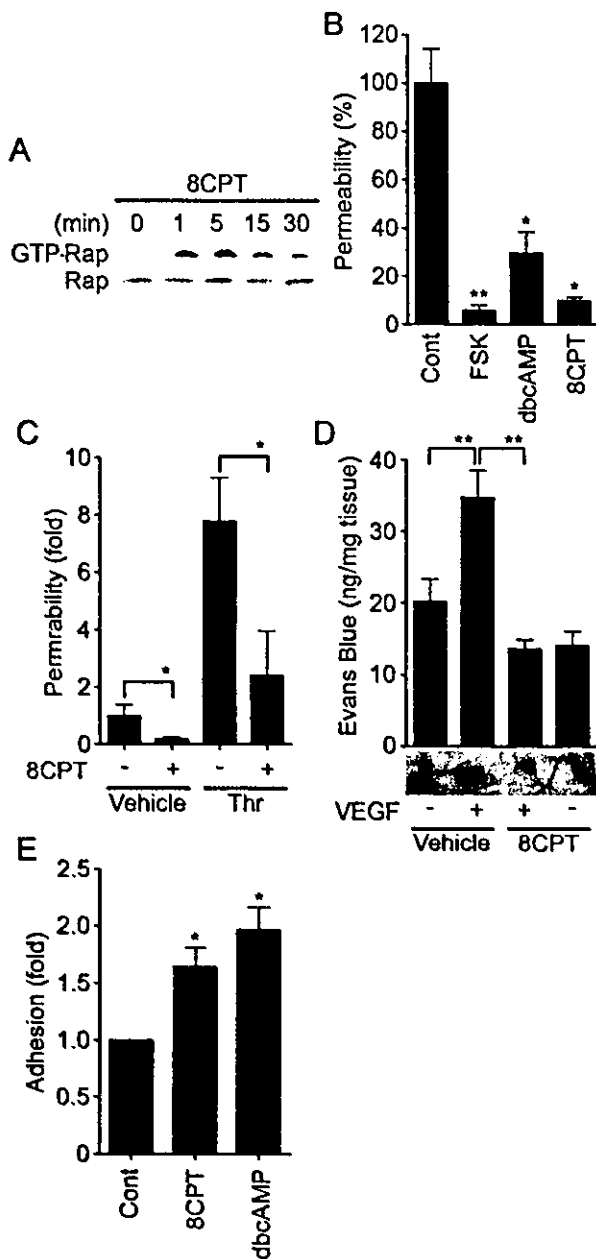 A
8CPT
(min) 0 1 5 15 30
GTP-Rap
Rap
B
Permeability (%)
120
100
80
60
40
20
0
**
*
*
Cont
FSK
dbcAMP
8CPT
C
Permrability (fold)
10
8
6
4
2
0
*
*
8CPT - + - +
Vehicle Thr
D
Evans Blue (ng/mg tissue)
40
30
20
10
0
** **
VEGF - + + -
Vehicle 8CPT
E
Adhesion (fold)
2.5
2.0
1.5
1.0
0.5
0
*
*
Cont
8CPT
dbcAMP